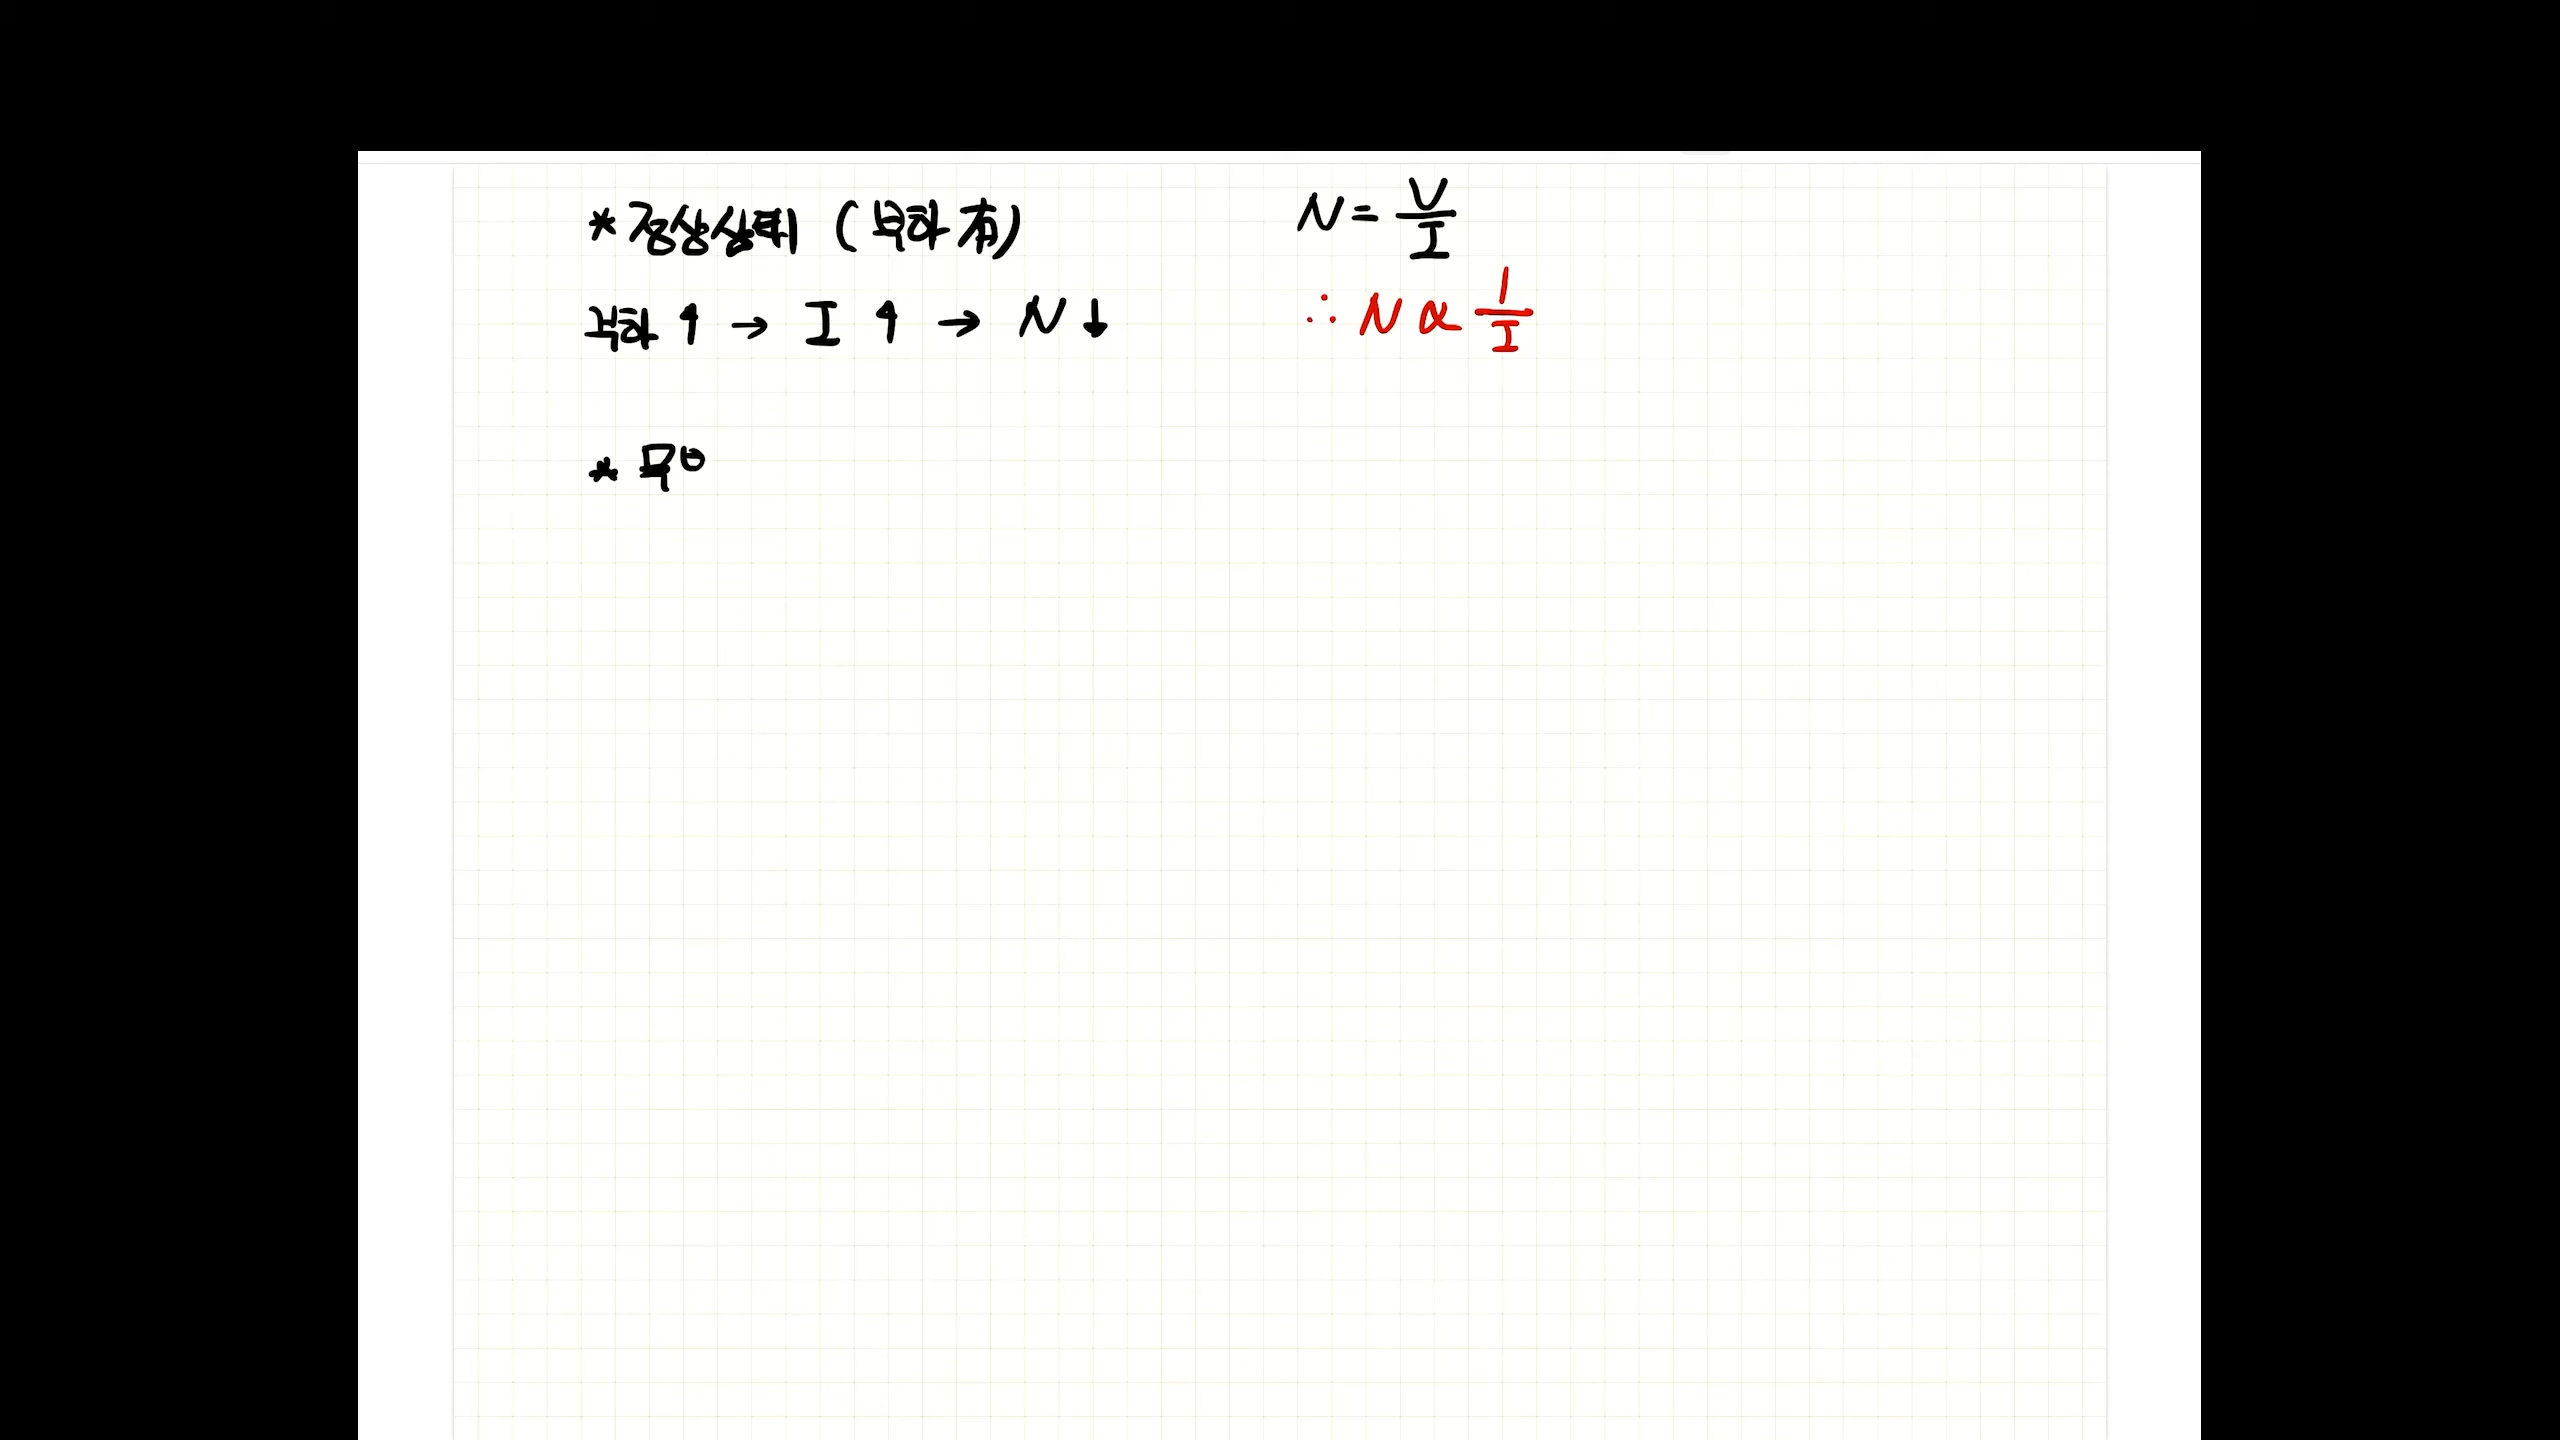 * 정상상태 (부하 有)
N = V/I
부하 ↑ → I ↑ → N ↓
∴ N ∝ 1/I
* 무